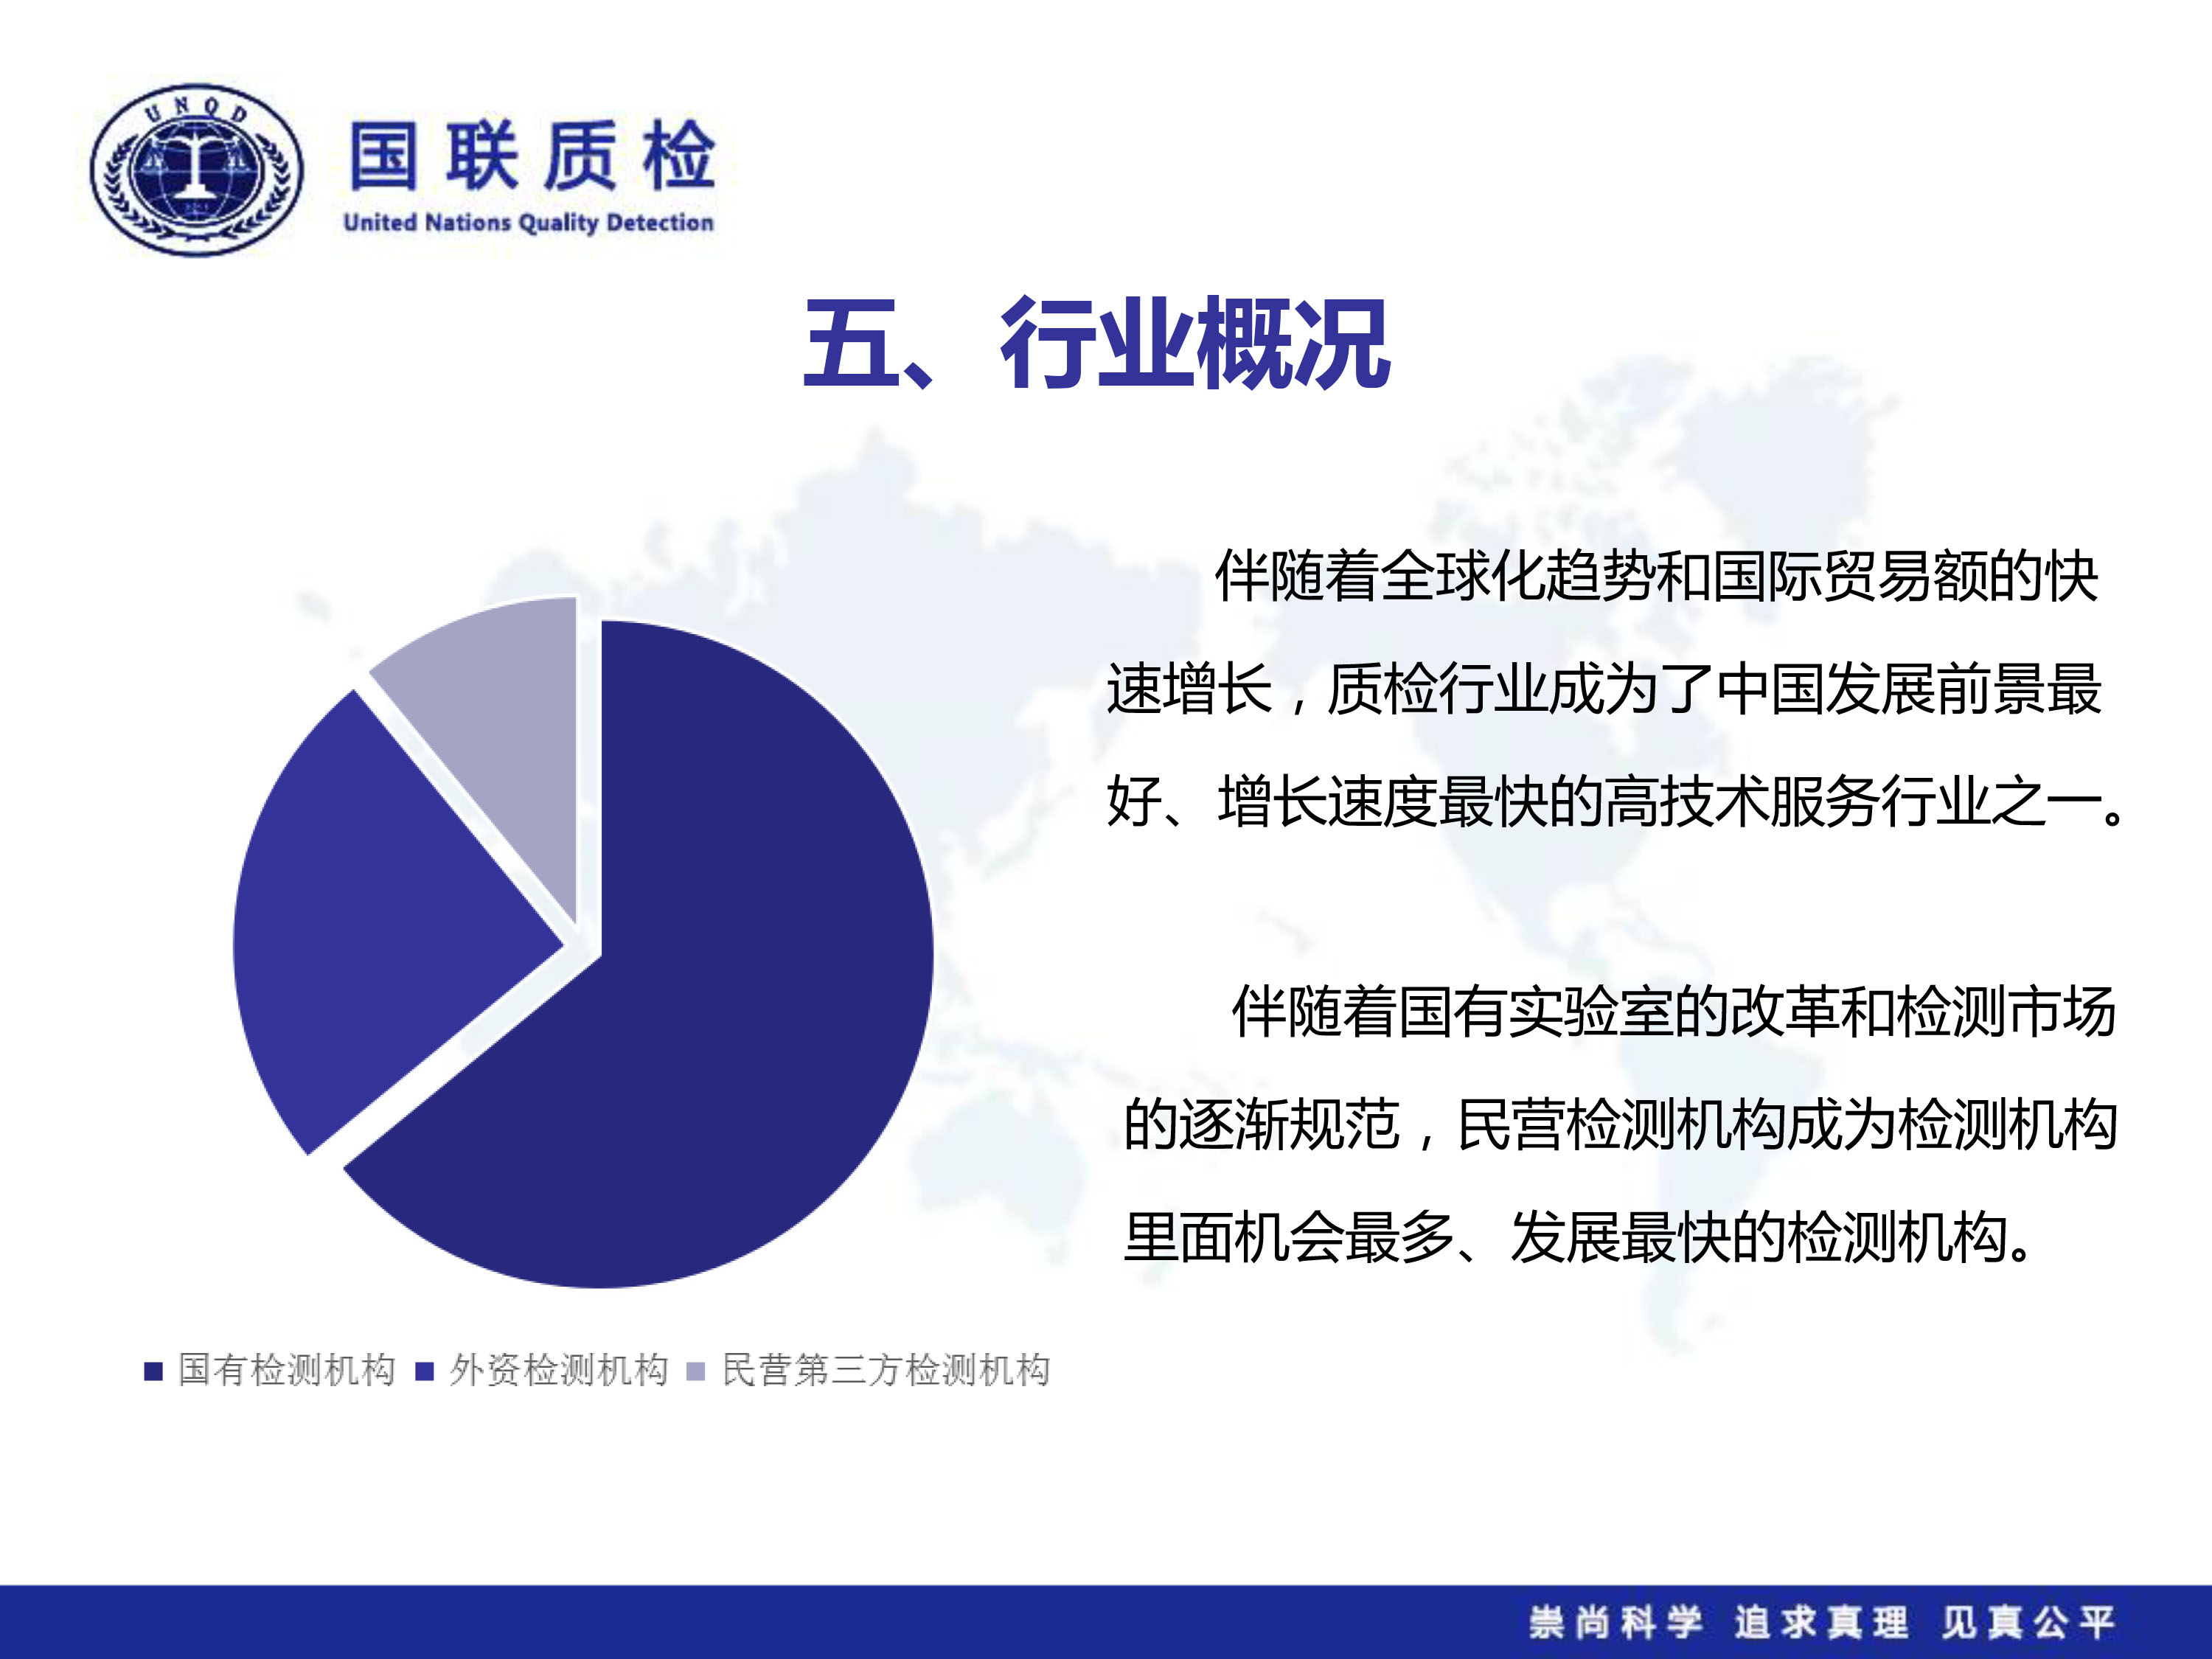 UNQD
国联质检
United Nations Quality Detection
五、行业概况
伴随着全球化趋势和国际贸易额的快
速增长，质检行业成为了中国发展前景最
好、增长速度最快的高技术服务行业之一。
伴随着国有实验室的改革和检测市场
的逐渐规范，民营检测机构成为检测机构
里面机会最多、发展最快的检测机构。
国有检测机构 外资检测机构 民营第三方检测机构
崇尚科学 追求真理 见真公平